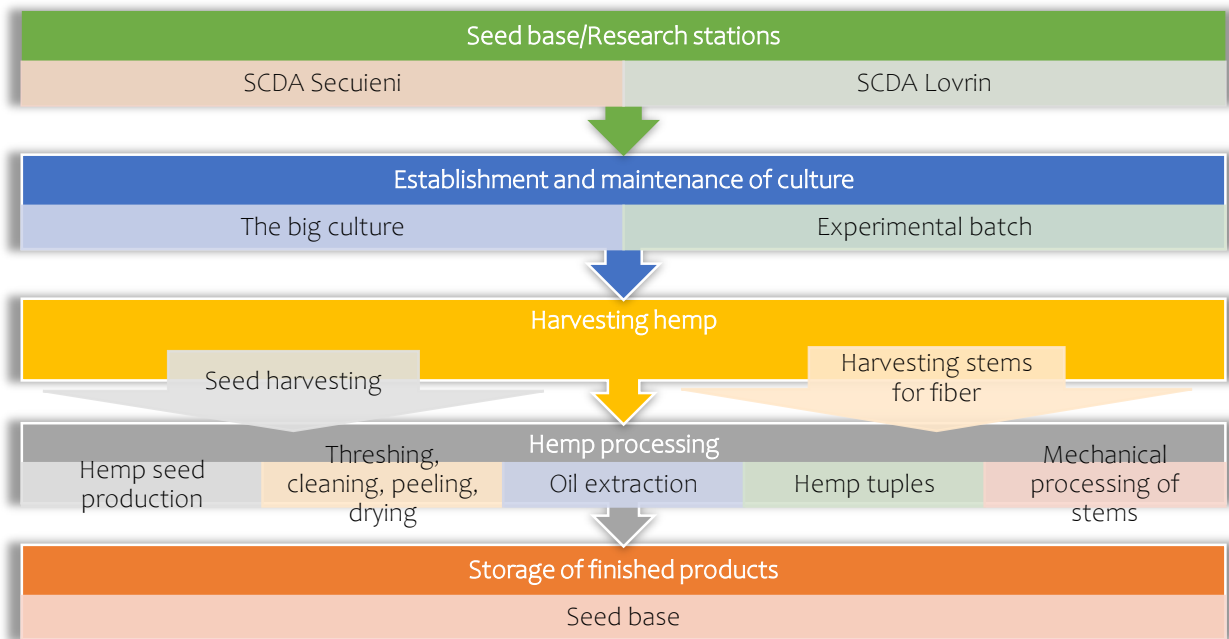 Seed base/Research stations
SCDA Secuieni
SCDA Lovrin
Establishment and maintenance of culture
The big culture
Experimental batch
Harvesting hemp
Seed harvesting
Harvesting stems
for fiber
Hemp processing
Hemp seed
production
Threshing,
cleaning, peeling,
drying
Oil extraction
Hemp tuples
Mechanical
processing of
stems
Storage of finished products
Seed base